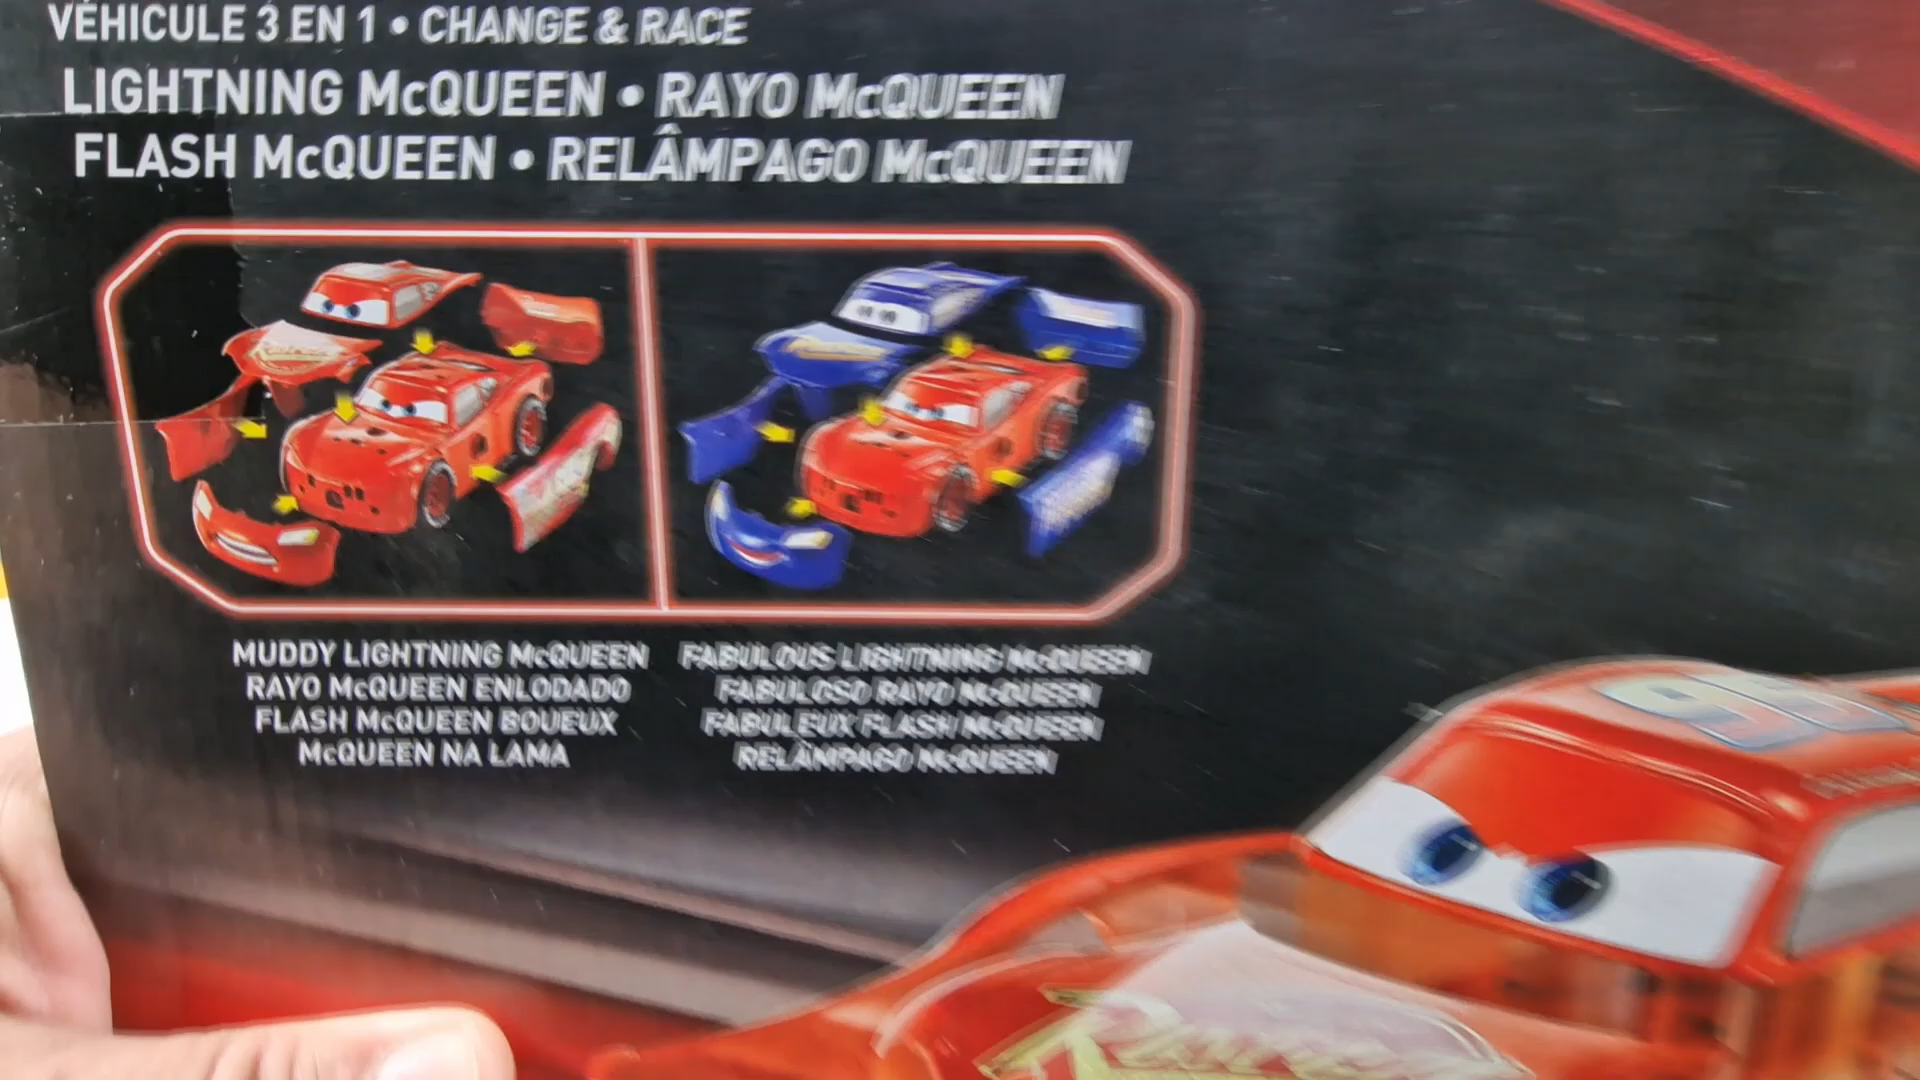 VÉHICULE 3 EN 1 • CHANGE & RACE
LIGHTNING McQUEEN • RAYO McQUEEN
FLASH McQUEEN • RELÂMPAGO McQUEEN
MUDDY LIGHTNING McQUEEN
RAYO McQUEEN ENLODADO
FLASH McQUEEN BOUEUX
McQUEEN NA LAMA
FABULOUS LIGHTNING McQUEEN
FABULOSO RAYO McQUEEN
FABULEUX FLASH McQUEEN
RELÂMPAGO McQUEEN
95